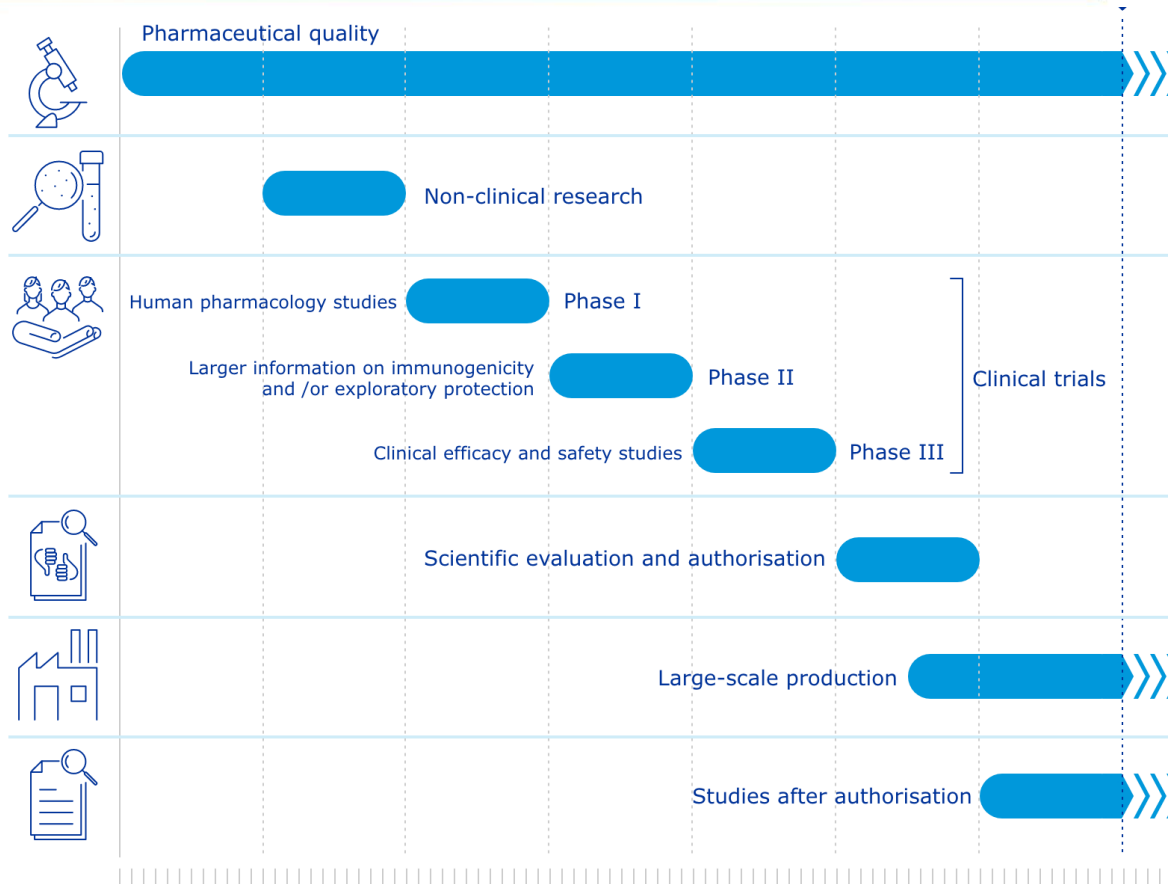 Pharmaceutical quality
Non-clinical research
Human pharmacology studies
Phase I
Larger information on immunogenicity
and /or exploratory protection
Phase II
Clinical trials
Clinical efficacy and safety studies
Phase III
Scientific evaluation and authorisation
Large-scale production
Studies after authorisation